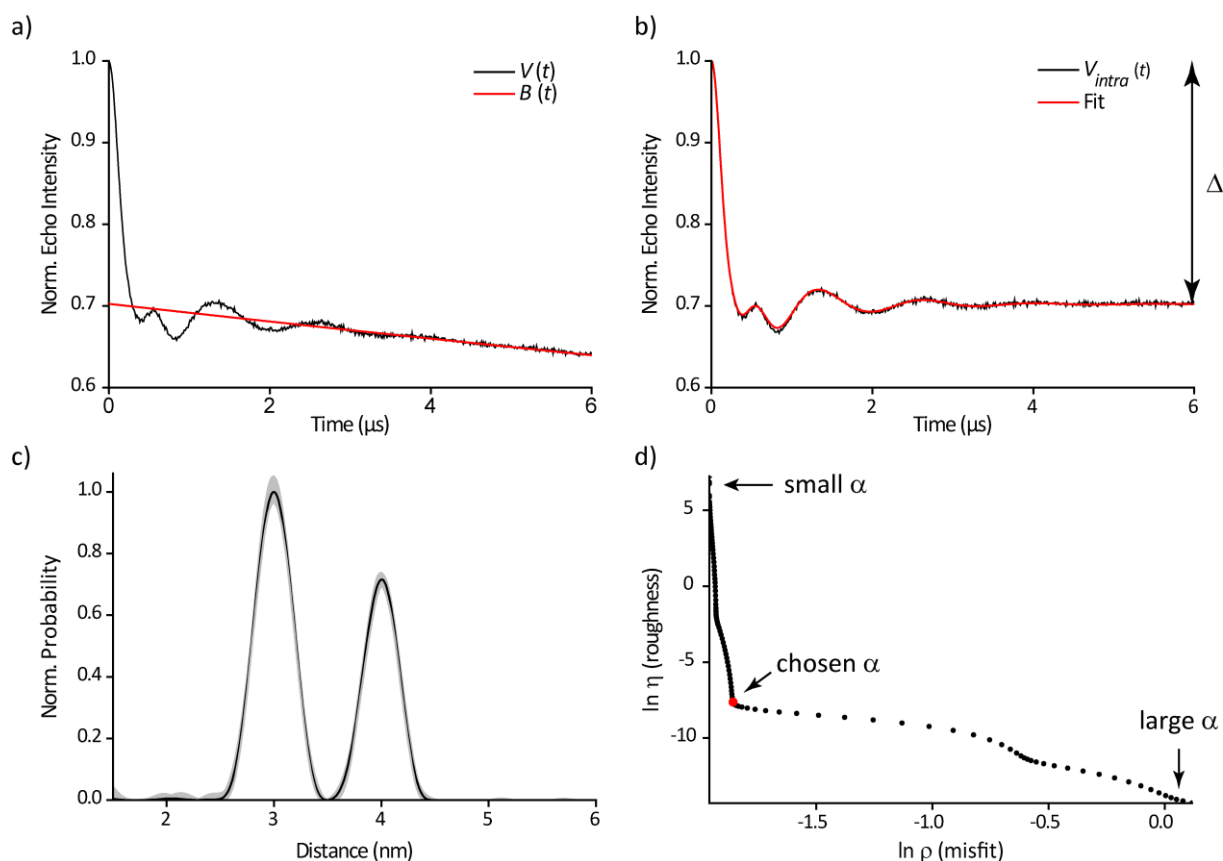 a)
V(t)
B (t)
Norm. Echo Intensity
1.0
0.9
0.8
0.7
0.6
0
2
4
6
Time (µs)
b)
V_intra (t)
Fit
Δ
Norm. Echo Intensity
1.0
0.9
0.8
0.7
0.6
0
2
4
6
Time (µs)
c)
Norm. Probability
1.0
0.8
0.6
0.4
0.2
0.0
2
3
4
5
6
Distance (nm)
d)
small α
chosen α
large α
ln η (roughness)
5
0
-5
-10
-1.5
-1.0
-0.5
0.0
ln ρ (misfit)